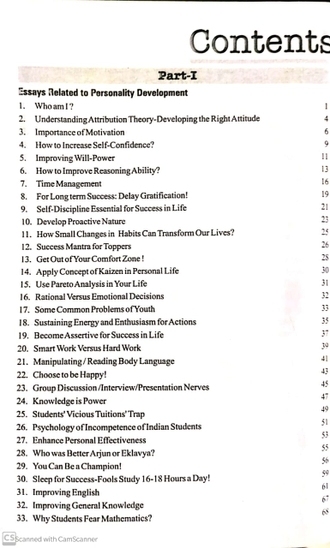 Contents
Part-I
Essays Related to Personality Development
1. Who am I? 1
2. Understanding Attribution Theory-Developing the Right Attitude 4
3. Importance of Motivation 6
4. How to Increase Self-Confidence? 9
5. Improving Will-Power 11
6. How to Improve Reasoning Ability? 13
7. Time Management 16
8. For Long term Success: Delay Gratification! 19
9. Self-Discipline Essential for Success in Life 21
10. Develop Proactive Nature 23
11. How Small Changes in Habits Can Transform Our Lives? 25
12. Success Mantra for Toppers 26
13. Get Out of Your Comfort Zone! 28
14. Apply Concept of Kaizen in Personal Life 30
15. Use Pareto Analysis in Your Life 31
16. Rational Versus Emotional Decisions 32
17. Some Common Problems of Youth 33
18. Sustaining Energy and Enthusiasm for Actions 35
19. Become Assertive for Success in Life 37
20. Smart Work Versus Hard Work 39
21. Manipulating / Reading Body Language 41
22. Choose to be Happy! 43
23. Group Discussion /Interview/Presentation Nerves 45
24. Knowledge is Power 47
25. Students' Vicious Tuitions' Trap 49
26. Psychology of Incompetence of Indian Students 51
27. Enhance Personal Effectiveness 53
28. Who was Better Arjun or Eklavya? 55
29. You Can Be a Champion! 56
30. Sleep for Success-Fools Study 16-18 Hours a Day! 59
31. Improving English 61
32. Improving General Knowledge 67
33. Why Students Fear Mathematics? 68
CS Scanned with CamScanner